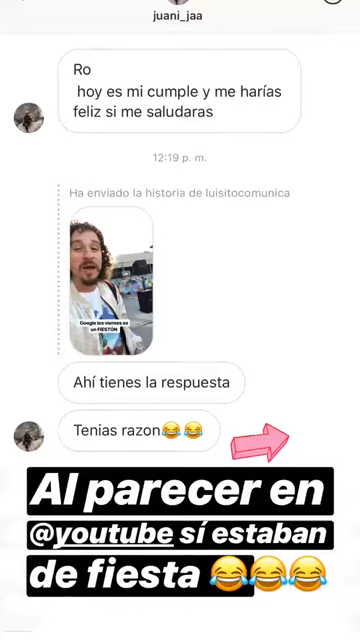 juani_jaa
Ro
hoy es mi cumple y me harías
feliz si me saludaras
12:19 p. m.
Ha enviado la historia de luisitocomunica
Google los viernes es
un FIESTÓN
Ahí tienes la respuesta
Tenias razon😂😂
Al parecer en
@youtube sí estaban
de fiesta 😂😂😂